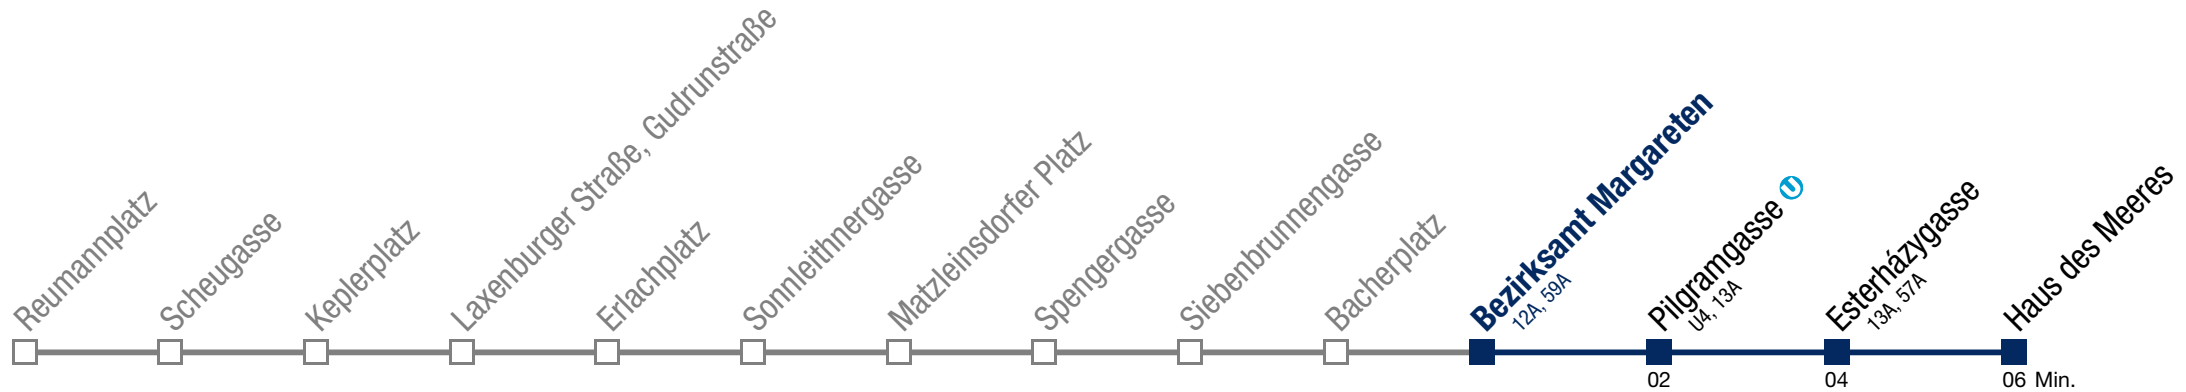 Reumannplatz
Scheugasse
Keplerplatz
Laxenburger Straße, Gudrunstraße
Erlachplatz
Sonnleithnergasse
Matzleinsdorfer Platz
Spengergasse
Siebenbrunnengasse
Bacherplatz
Bezirksamt Margareten
12A, 59A
Pilgramgasse U
U4, 13A
Esterházygasse
13A, 57A
Haus des Meeres
02 04 06 Min.